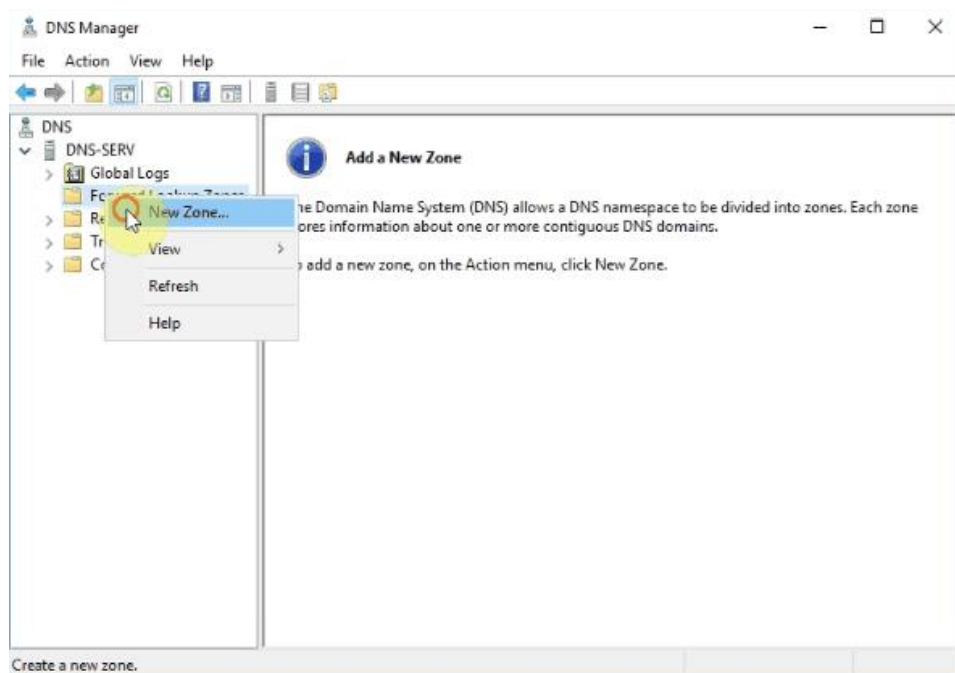 DNS Manager
File Action View Help
DNS
DNS-SERV
Global Logs
New Zone...
View
Refresh
Help
Add a New Zone
Domain Name System (DNS) allows a DNS namespace to be divided into zones. Each zone
information about one or more contiguous DNS domains.
add a new zone, on the Action menu, click New Zone.
Create a new zone.